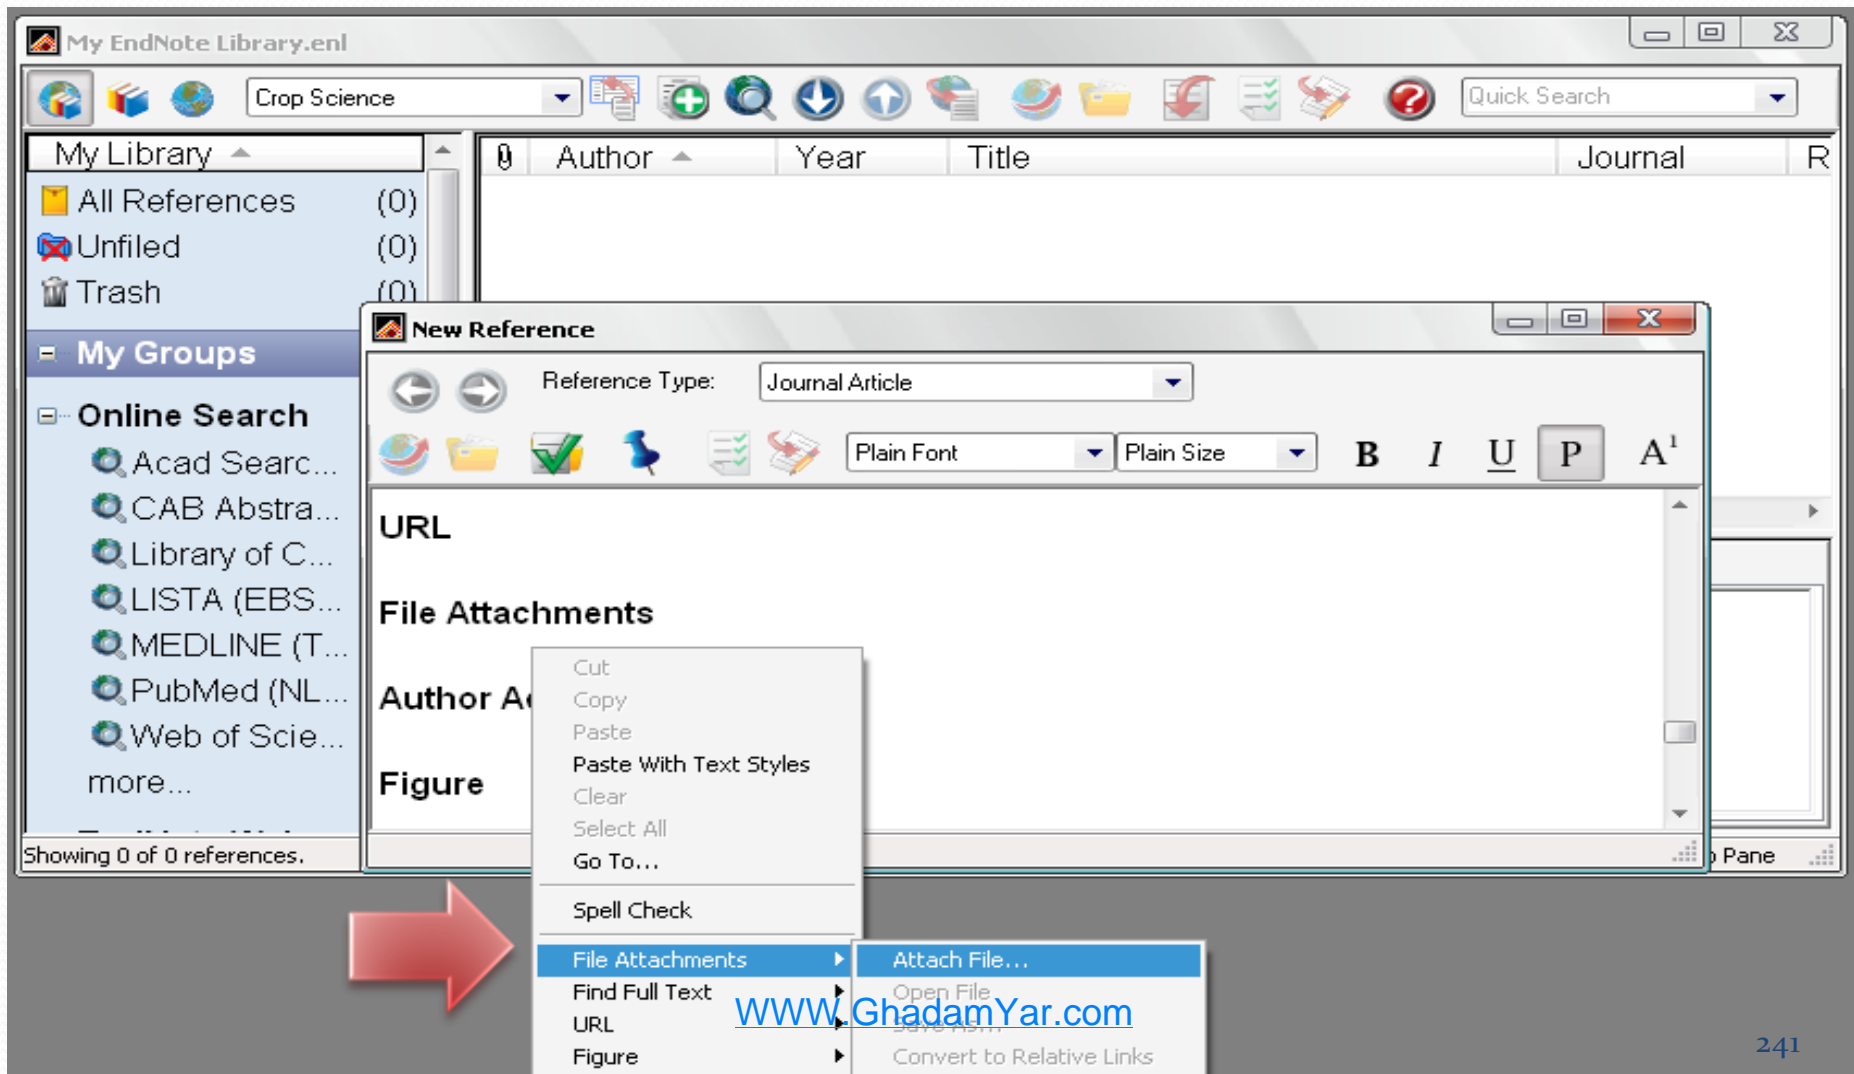 My EndNote Library.enl
Crop Science
Quick Search
My Library
Author Year Title Journal R
All References (0)
Unfiled (0)
Trash (0)
My Groups
Online Search
Acad Searc...
CAB Abstra...
Library of C...
LISTA (EBS...
MEDLINE (T...
PubMed (NL...
Web of Scie...
more...
Showing 0 of 0 references.
Pane
New Reference
Reference Type: Journal Article
Plain Font Plain Size B I U P A1
URL
File Attachments
Author A
Figure
Cut
Copy
Paste
Paste With Text Styles
Clear
Select All
Go To...
Spell Check
File Attachments
Find Full Text
URL
Figure
Attach File...
Open File
Save As...
Convert to Relative Links
WWW.GhadamYar.com
241